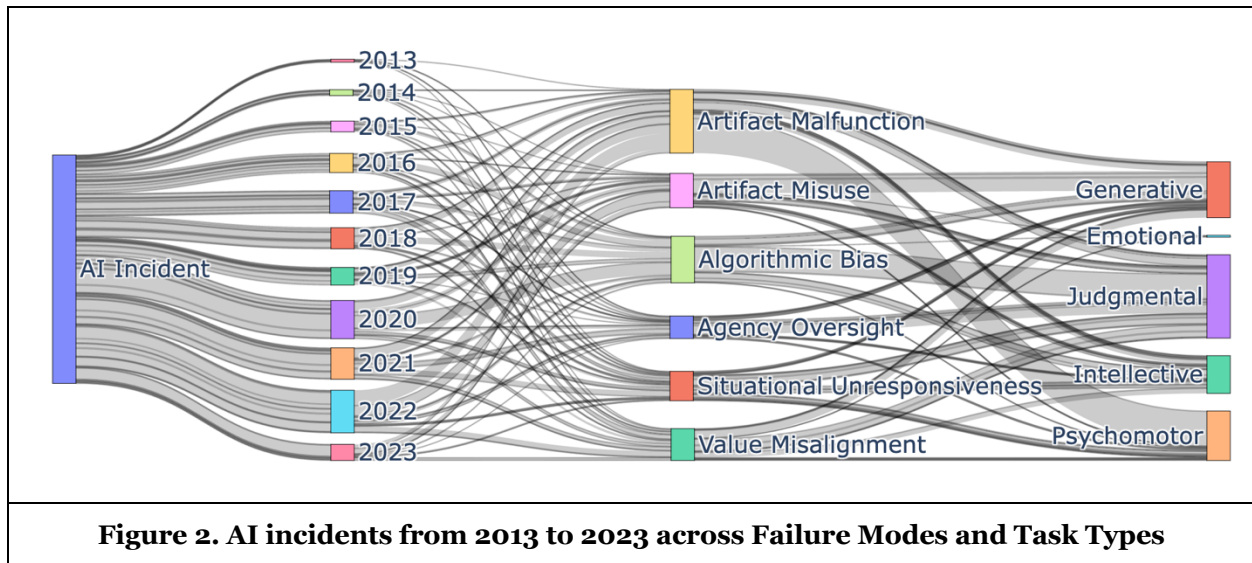 AI Incident
2013
2014
2015
2016
2017
2018
2019
2020
2021
2022
2023
Artifact Malfunction
Artifact Misuse
Algorithmic Bias
Agency Oversight
Situational Unresponsiveness
Value Misalignment
Generative
Emotional
Judgmental
Intellective
Psychomotor
Figure 2. AI incidents from 2013 to 2023 across Failure Modes and Task Types